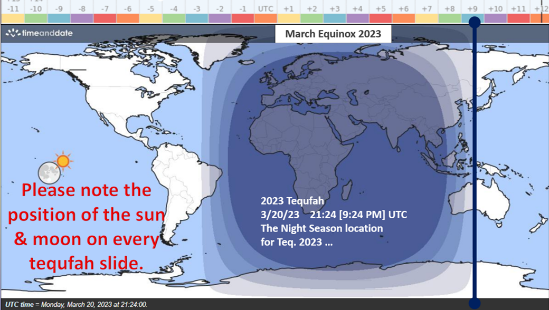 -11 -10 -9 -8 -7 -6 -5 -4 -3 -2 -1 UTC +1 +2 +3 +4 +5 +6 +7 +8 +9 +10 +11 +12
timeanddate
March Equinox 2023
Please note the
position of the sun
& moon on every
tequfah slide.
2023 Tequfah
3/20/23 21:24 [9:24 PM] UTC
The Night Season location
for Teq. 2023 ...
UTC time = Monday, March 20, 2023 at 21:24:00.